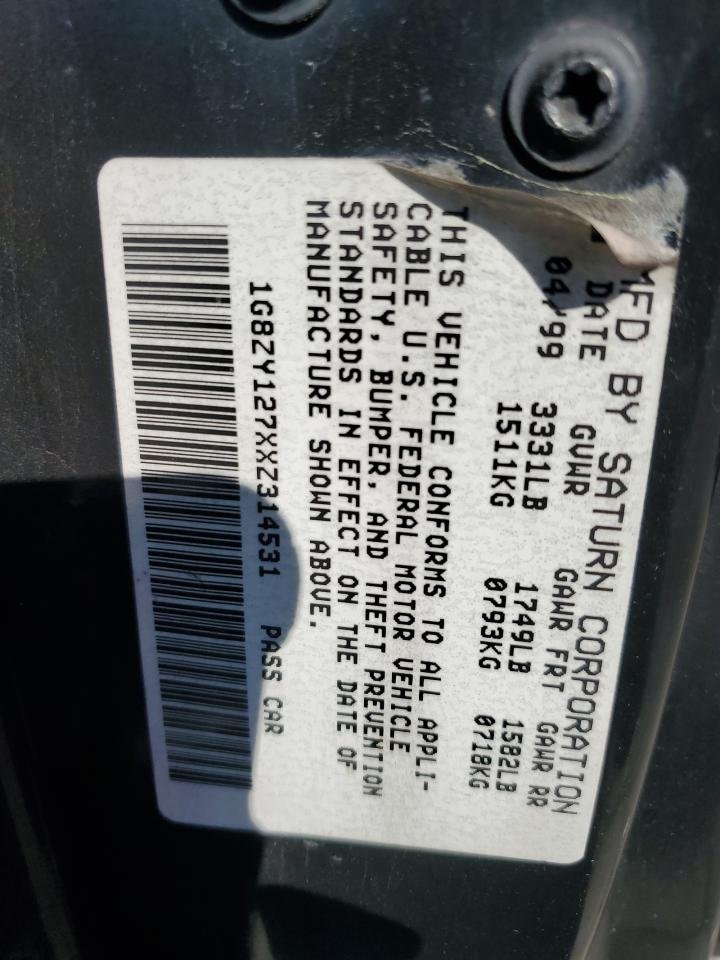 MFD BY SATURN CORPORATION
DATE GVWR GAWR FRT GAWR RR
04/99 3331LB 1749LB 1582LB
1511KG 0793KG 0718KG
THIS VEHICLE CONFORMS TO ALL APPLI-
CABLE U.S. FEDERAL MOTOR VEHICLE
SAFETY, BUMPER, AND THEFT PREVENTION
STANDARDS IN EFFECT ON THE DATE OF
MANUFACTURE SHOWN ABOVE.
1G8ZY127XXZ314531 PASS CAR